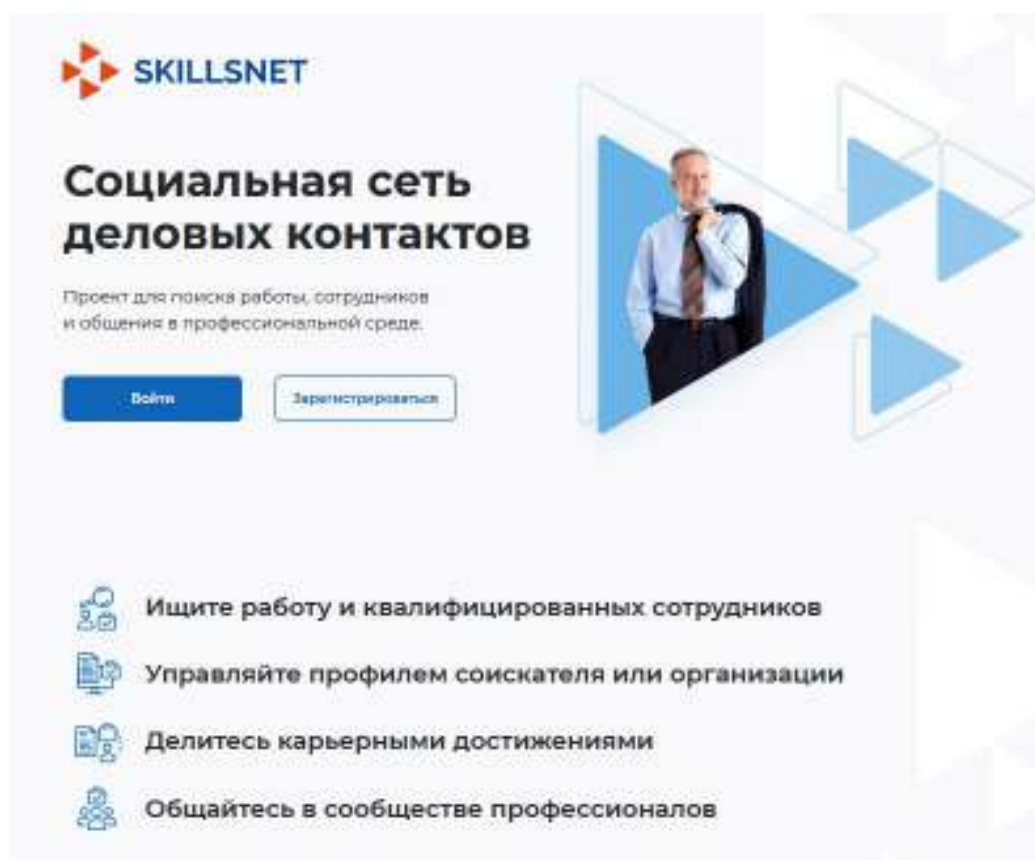 SKILLSNET
Социальная сеть
деловых контактов
Проект для поиска работы, сотрудников
и общения в профессиональной среде.
Войти
Зарегистрироваться
Ищите работу и квалифицированных сотрудников
Управляйте профилем соискателя или организации
Делитесь карьерными достижениями
Общайтесь в сообществе профессионалов